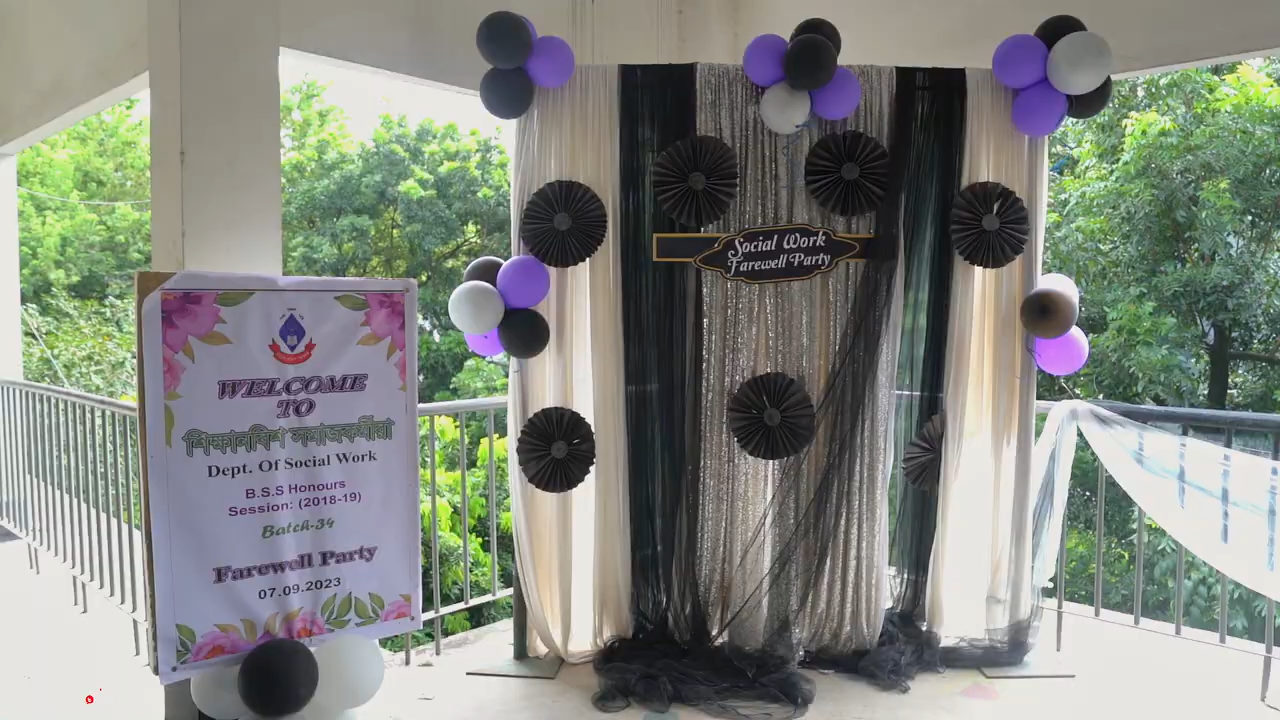 WELCOME
TO
শিক্ষানবিশ সমাজকর্মীরা
Dept. Of Social Work
B.S.S Honours
Session: (2018-19)
Batch-34
Farewell Party
07.09.2023
Social Work
Farewell Party